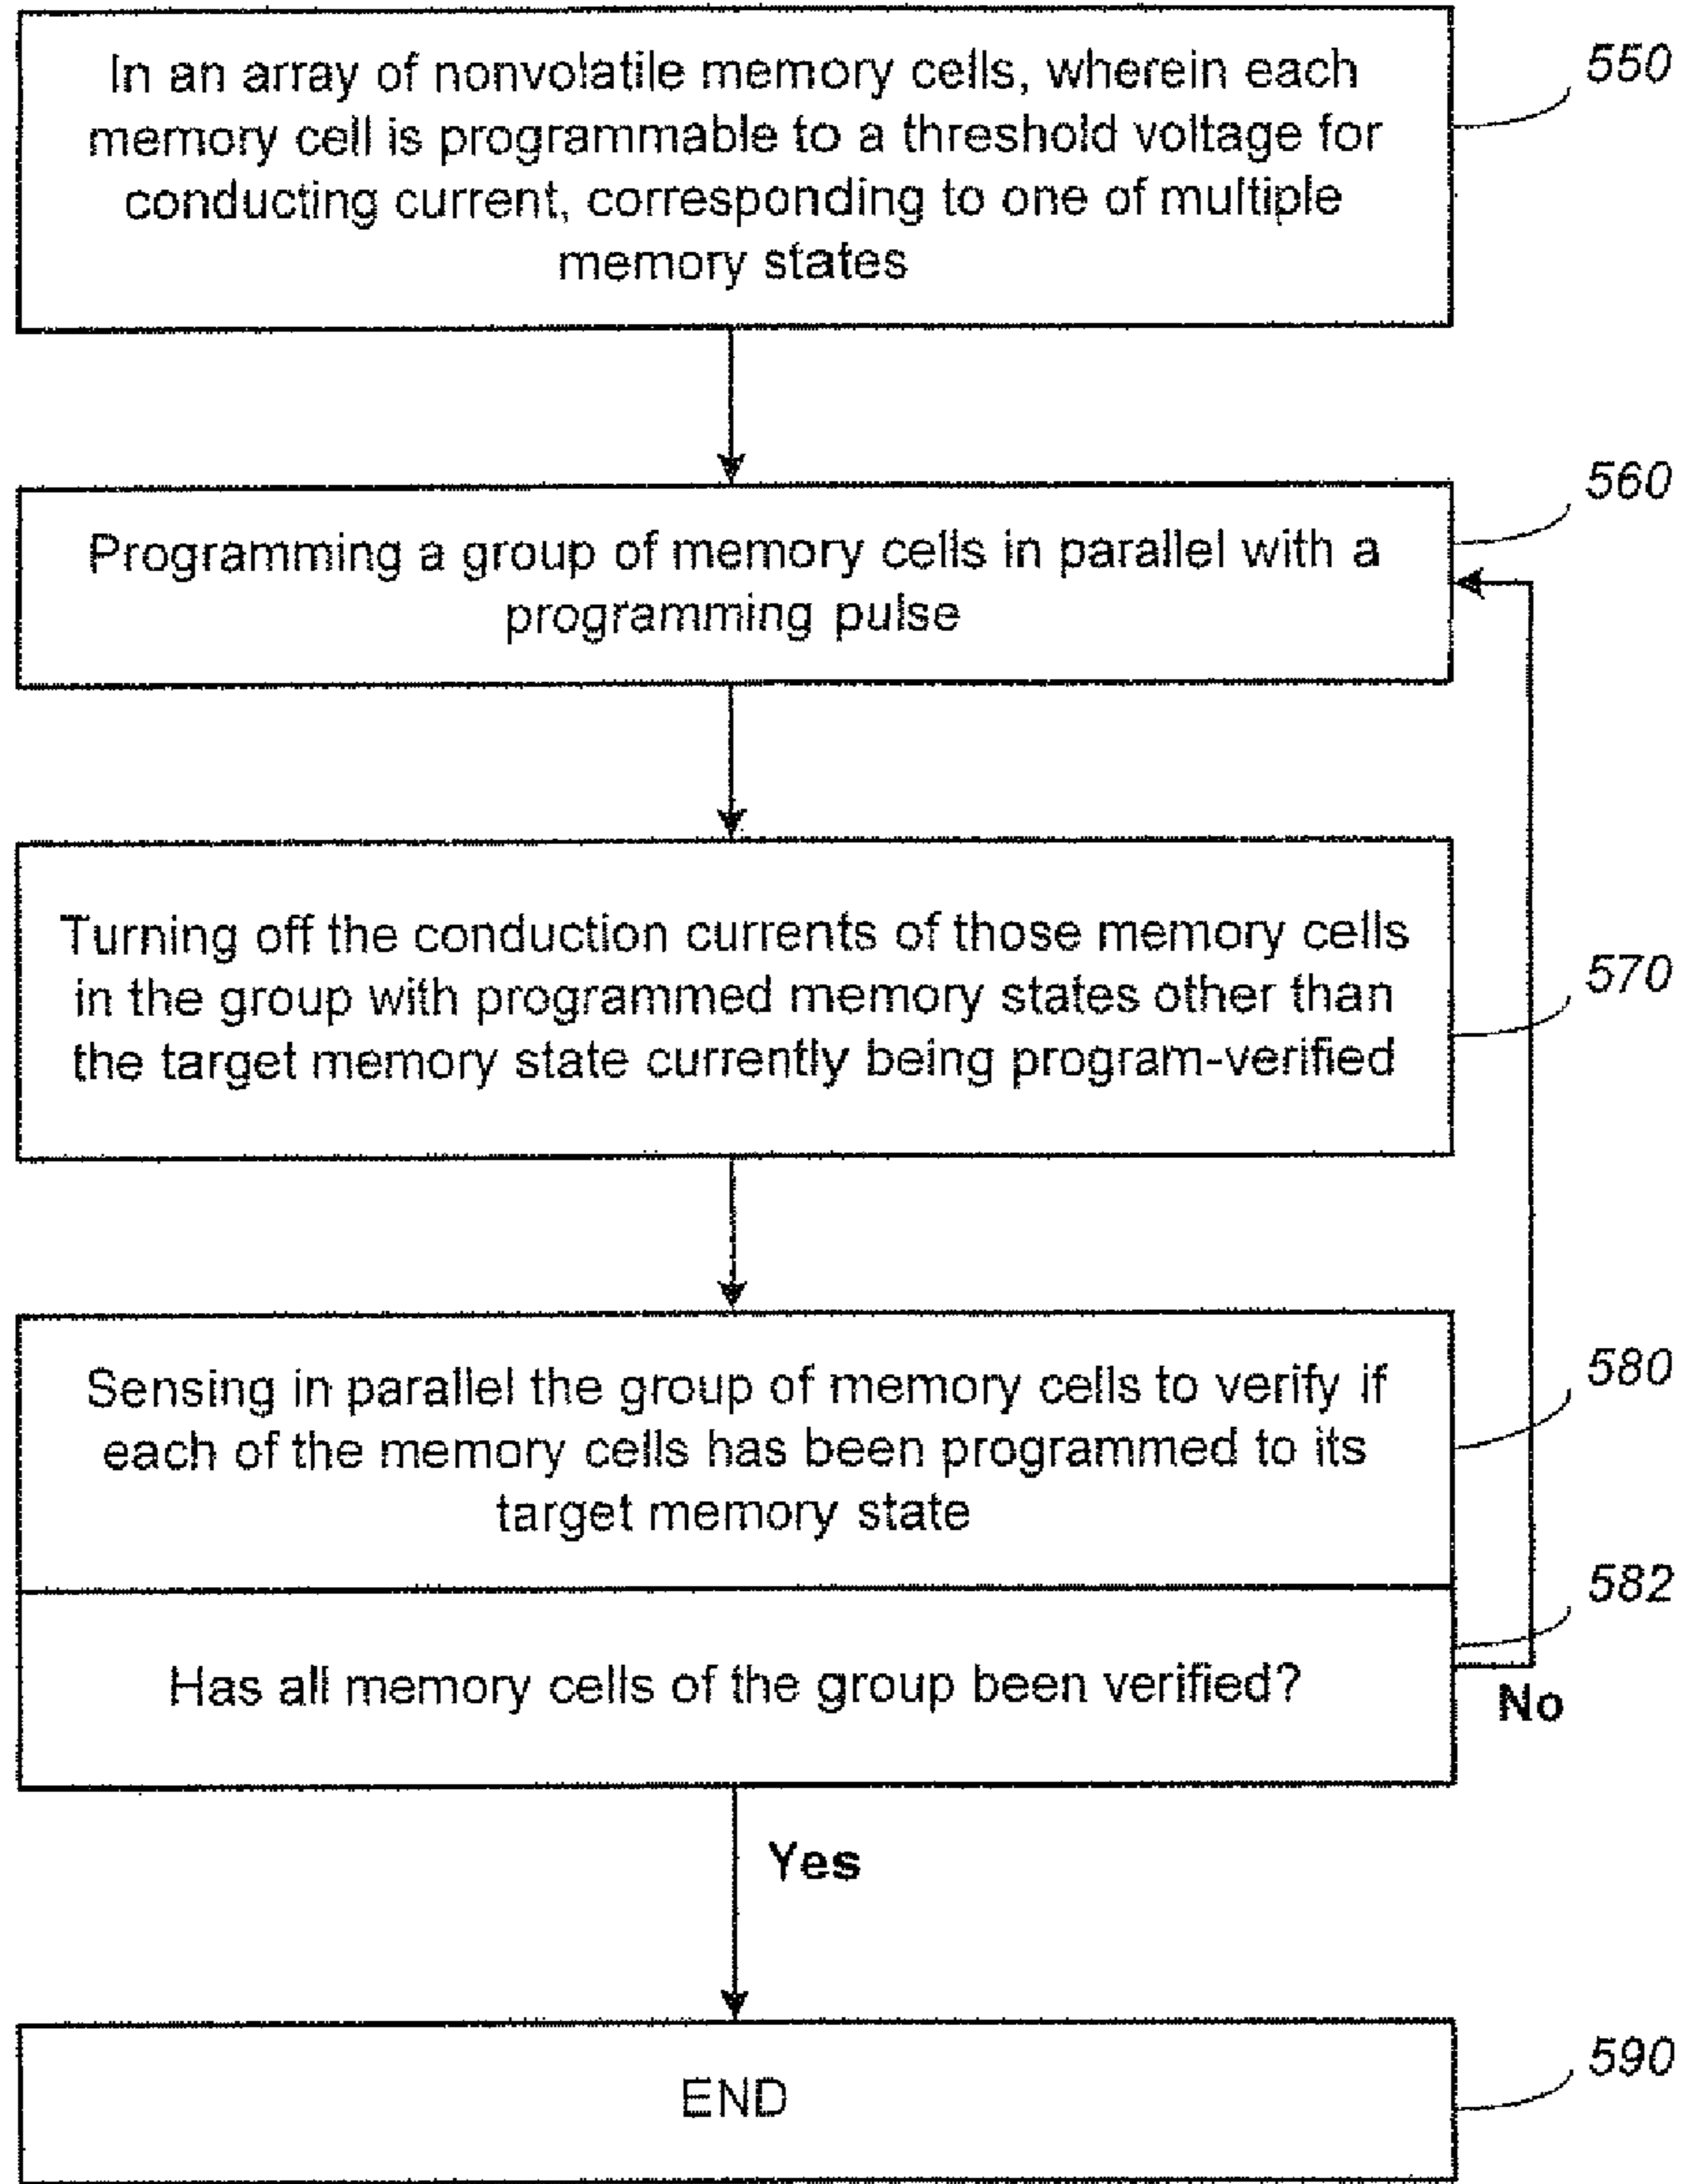 In an array of nonvolatile memory cells, wherein each
memory cell is programmable to a threshold voltage for
conducting current, corresponding to one of multiple
memory states
550
Programming a group of memory cells in parallel with a
programming pulse
560
Turning off the conduction currents of those memory cells
in the group with programmed memory states other than
the target memory state currently being program-verified
570
Sensing in parallel the group of memory cells to verify if
each of the memory cells has been programmed to its
target memory state
580
Has all memory cells of the group been verified?
582
No
Yes
END
590